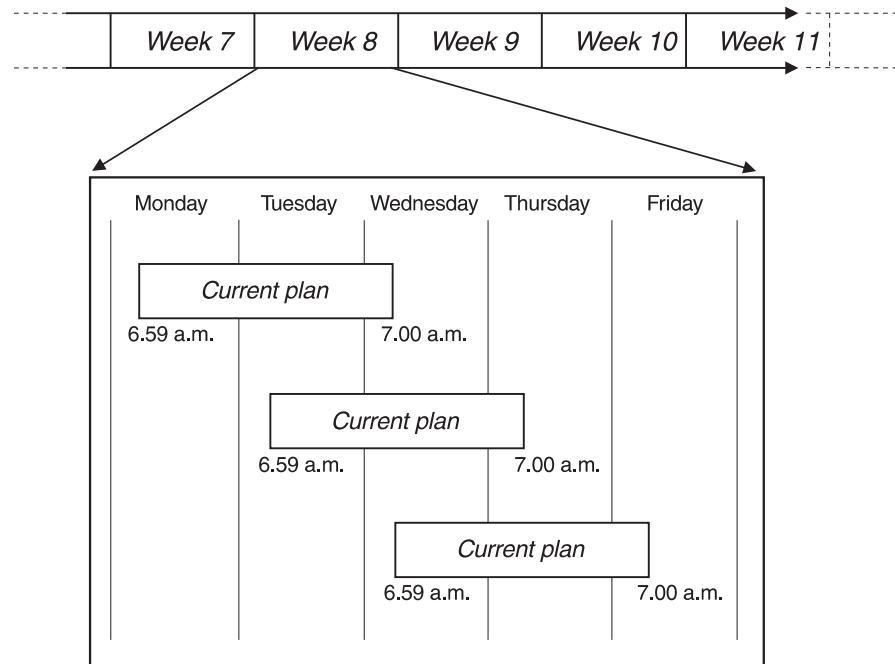 Week 7 Week 8 Week 9 Week 10 Week 11
Monday Tuesday Wednesday Thursday Friday
Current plan
6.59 a.m. 7.00 a.m.
Current plan
6.59 a.m. 7.00 a.m.
Current plan
6.59 a.m. 7.00 a.m.